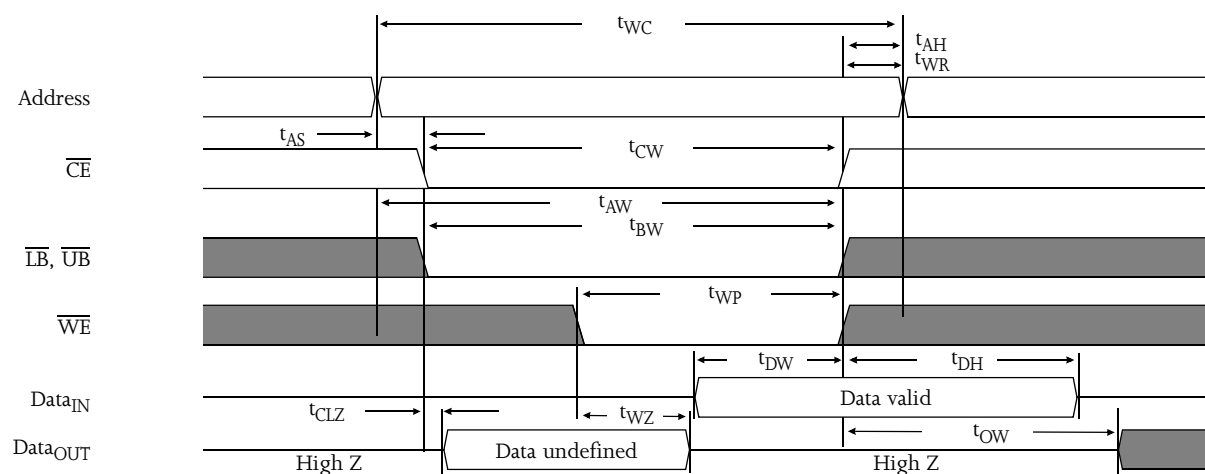 tWC
tAH
tWR
Address
tAS
tCW
CE
tAW
tBW
LB, UB
tWP
WE
tDW
tDH
DataIN
Data valid
tCLZ
tWZ
tOW
DataOUT
Data undefined
High Z
High Z